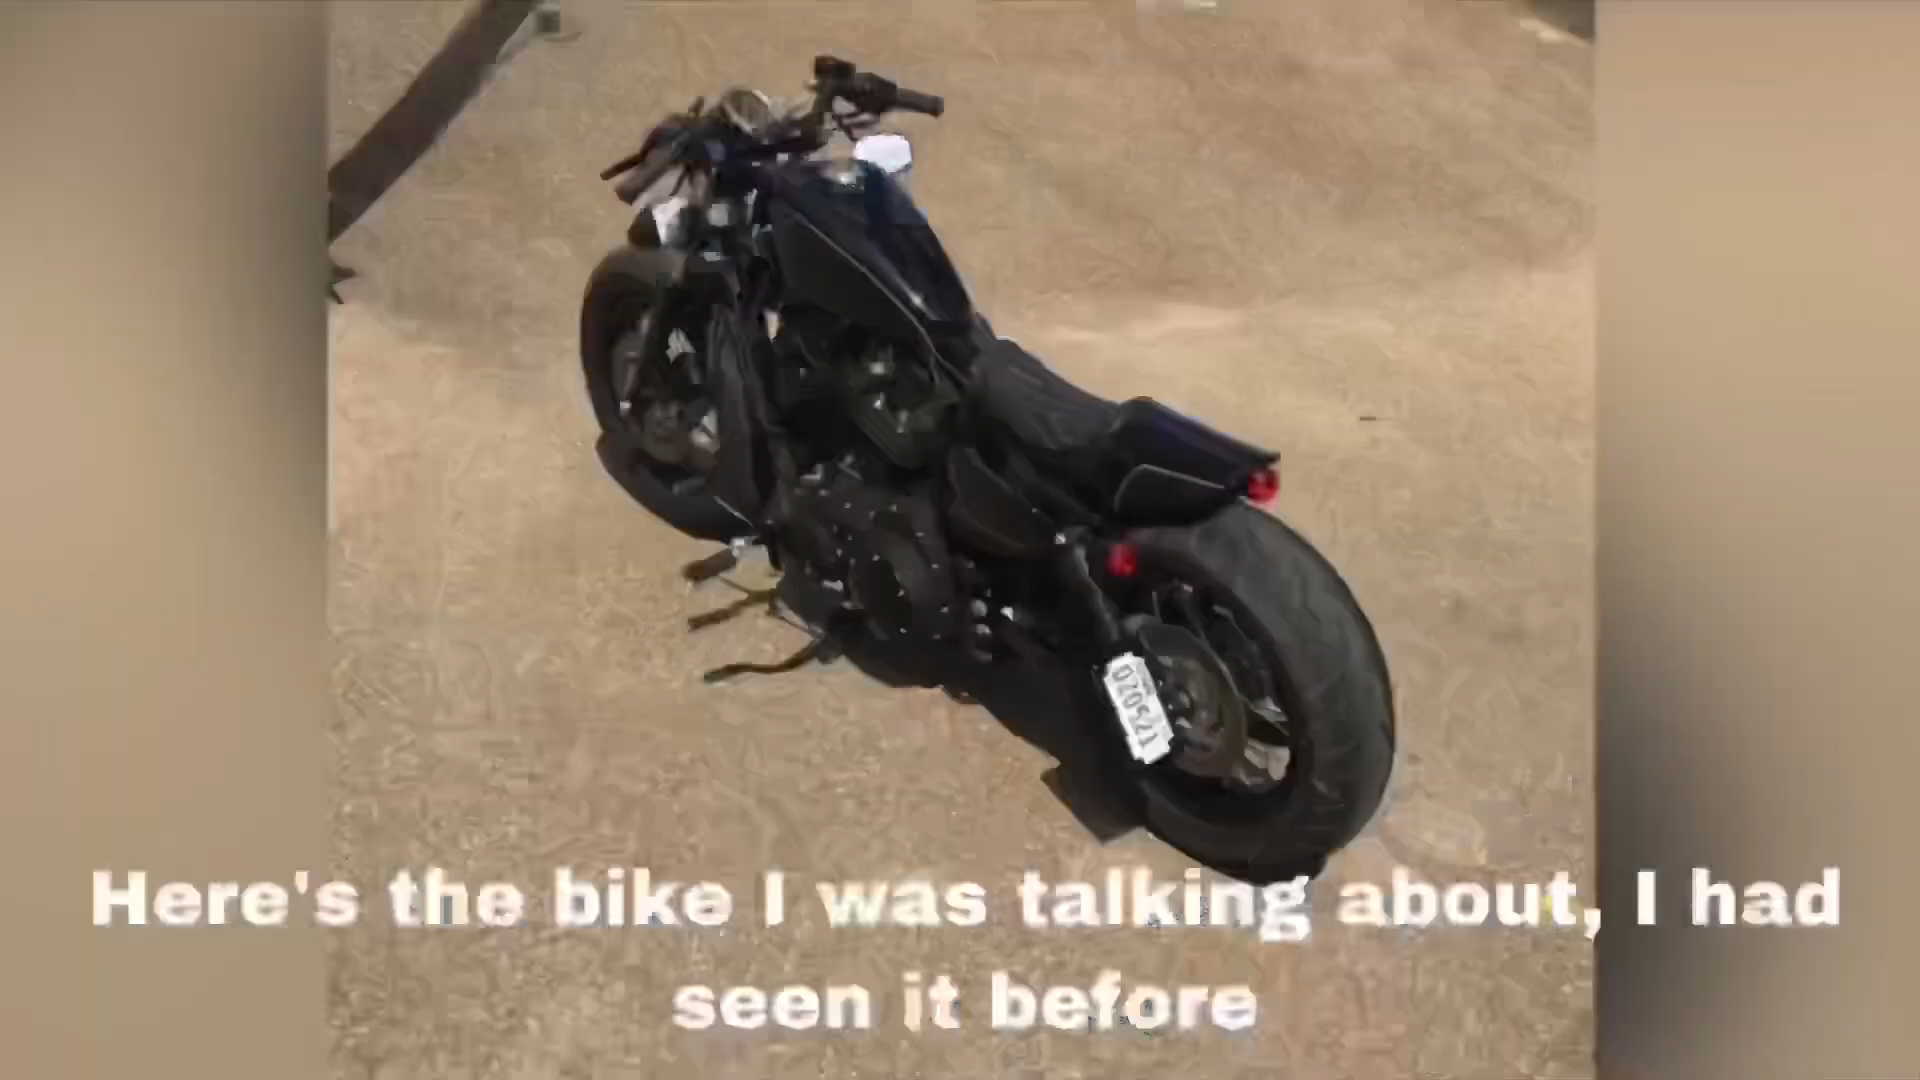 Here's the bike I was talking about, I had
seen it before